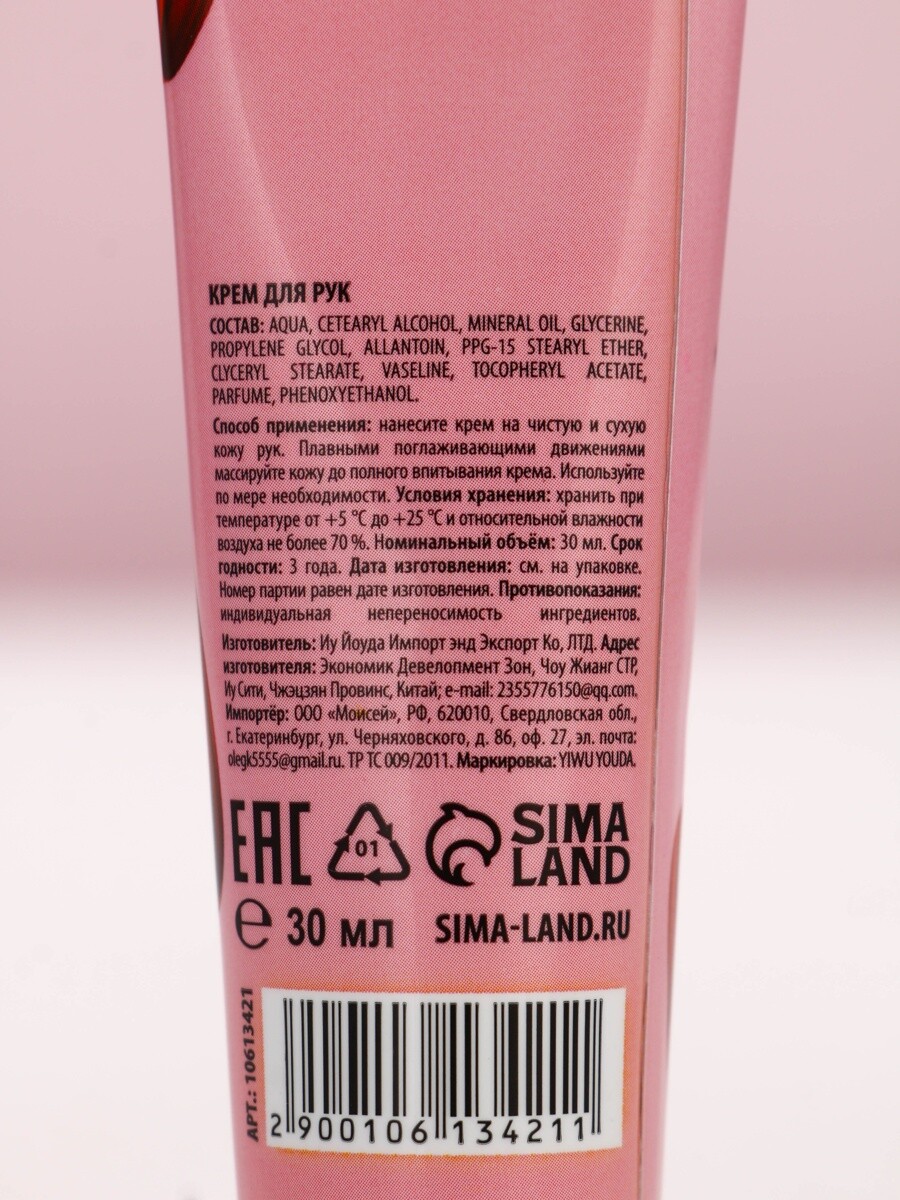 КРЕМ ДЛЯ РУК
СОСТАВ: AQUA, CETEARYL ALCOHOL, MINERAL OIL, GLYCERINE,
PROPYLENE GLYCOL, ALLANTOIN, PPG-15 STEARYL ETHER,
CLYCERYL STEARATE, VASELINE, TOCOPHERYL ACETATE,
PARFUME, PHENOXYETHANOL.
Способ применения: нанесите крем на чистую и сухую
кожу рук. Плавными поглаживающими движениями
массируйте кожу до полного впитывания крема. Используйте
по мере необходимости. Условия хранения: хранить при
температуре от +5 °С до +25 °С и относительной влажности
воздуха не более 70 %. Номинальный объём: 30 мл. Срок
годности: 3 года. Дата изготовления: см. на упаковке.
Номер партии равен дате изготовления. Противопоказания:
индивидуальная непереносимость ингредиентов.
Изготовитель: Иу Йоуда Импорт энд Экспорт Ко, ЛТД. Адрес
изготовителя: Экономик Девелопмент Зон, Чоу Жианг СТР,
Иу Сити, Чжэцзян Провинс, Китай; e-mail: 2355776150@qq.com.
Импортёр: ООО «Моисей», РФ, 620010, Свердловская обл.,
г. Екатеринбург, ул. Черняховского, д. 86, оф. 27, эл. почта:
olegk5555@gmail.ru. ТР ТС 009/2011. Маркировка: YIWU YOUDA.
EAC 01 SIMA
LAND
℮ 30 мл SIMA-LAND.RU
АРТ.: 10613421
2 900106 134211